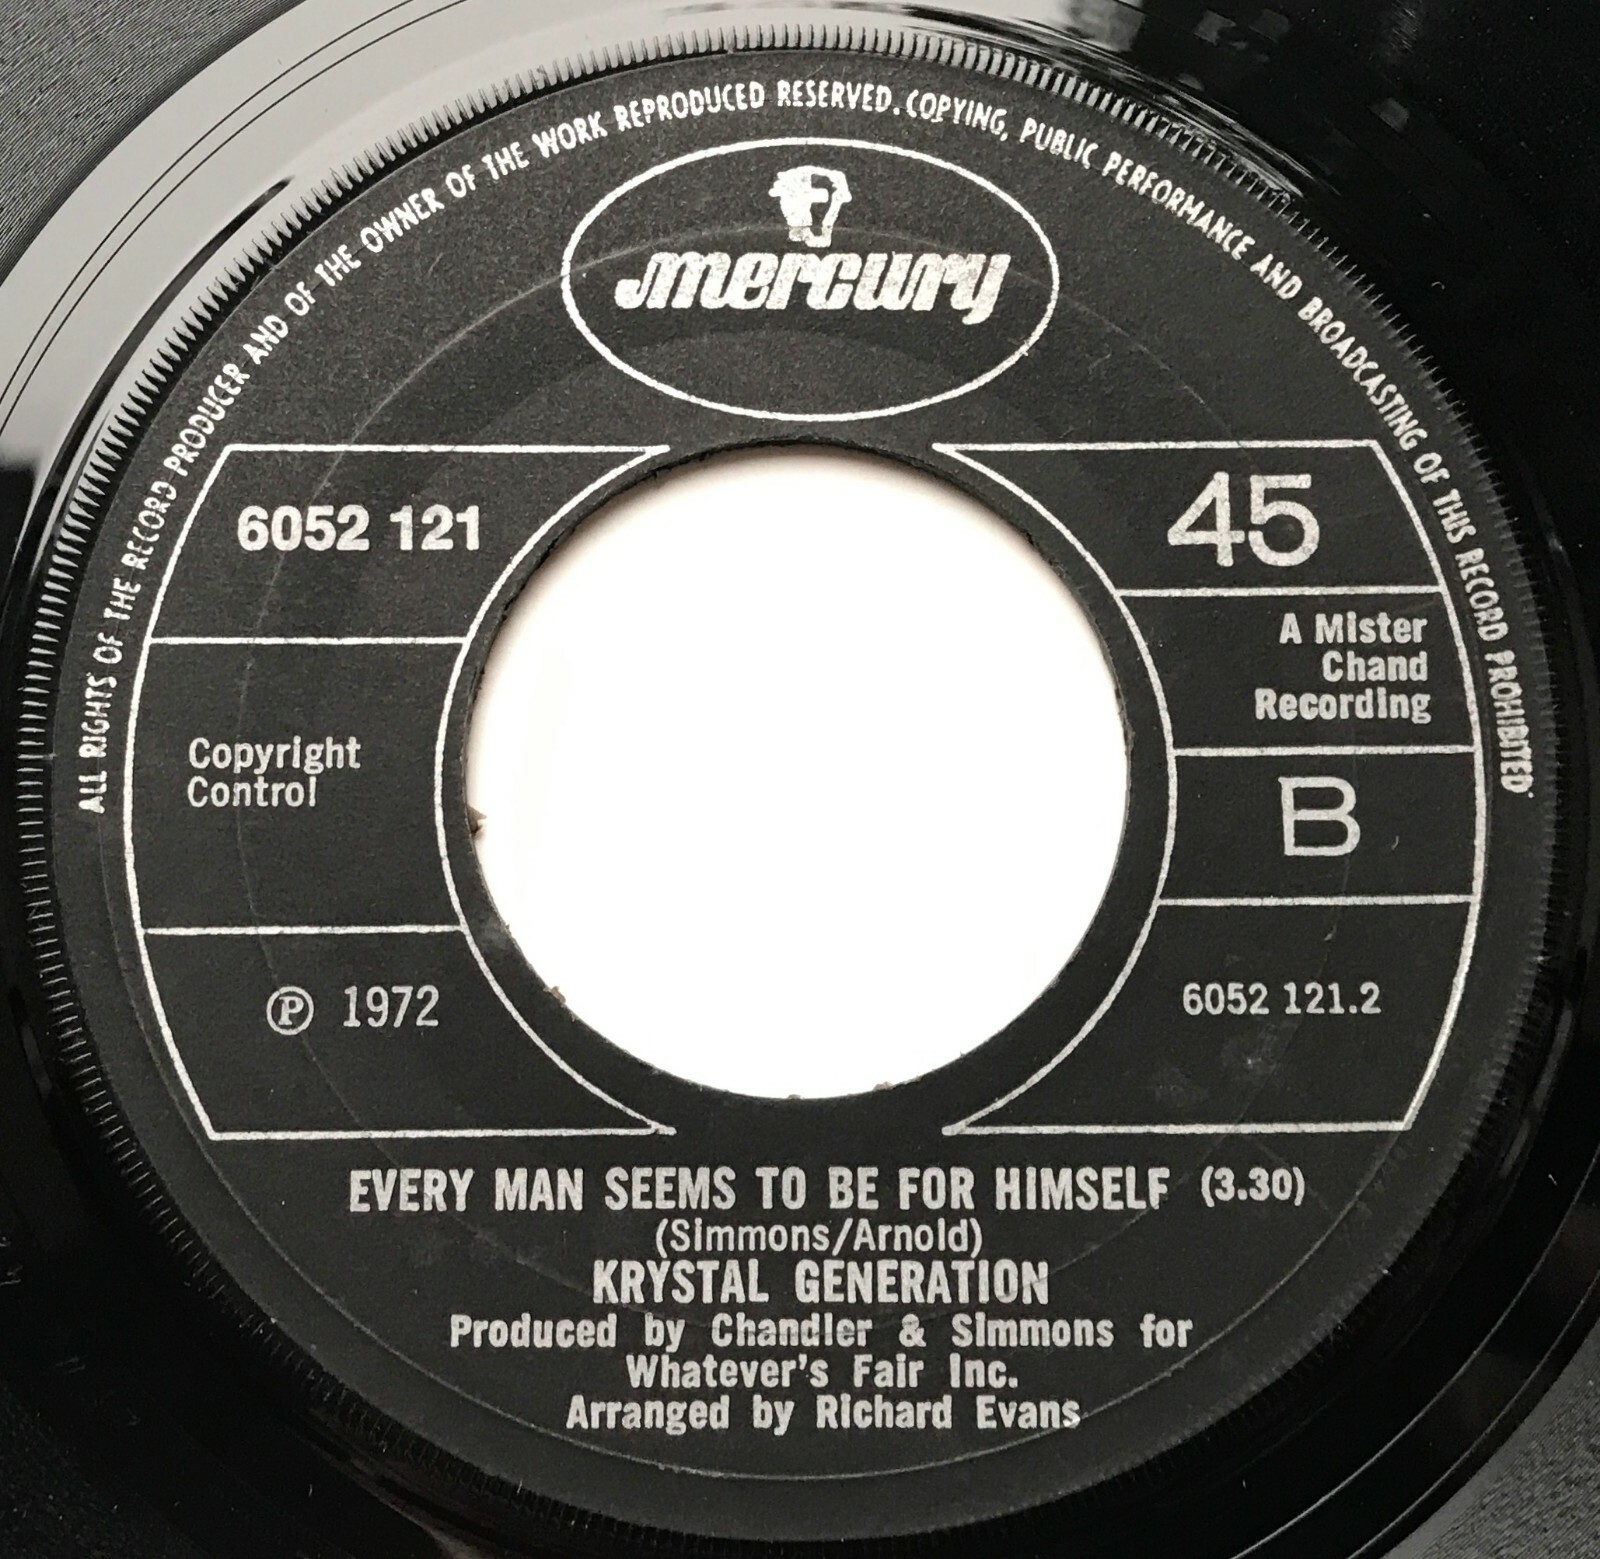 ALL RIGHTS OF THE RECORD PRODUCER AND OF THE OWNER OF THE WORK REPRODUCED RESERVED. COPYING, PUBLIC PERFORMANCE AND BROADCASTING OF THIS RECORD PROHIBITED
mercury
6052 121
45
A Mister
Chand
Recording
Copyright
Control
B
℗ 1972
6052 121.2
EVERY MAN SEEMS TO BE FOR HIMSELF (3.30)
(Simmons/Arnold)
KRYSTAL GENERATION
Produced by Chandler & Simmons for
Whatever's Fair Inc.
Arranged by Richard Evans